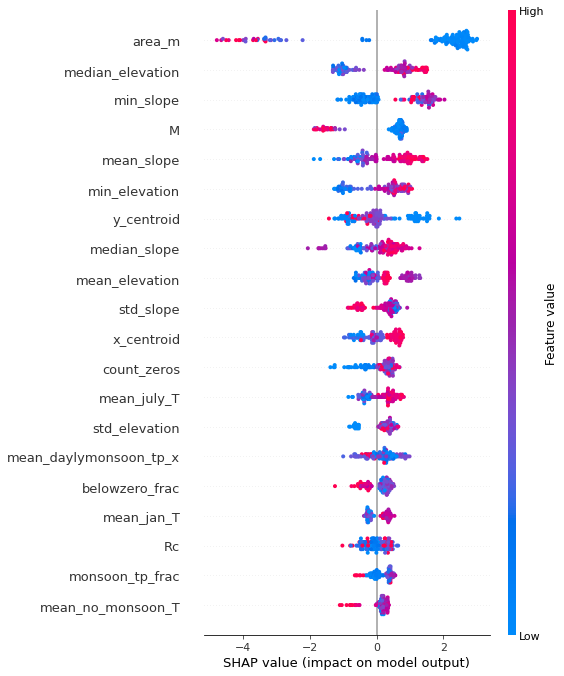 High
area_m
median_elevation
min_slope
M
mean_slope
min_elevation
y_centroid
median_slope
mean_elevation
std_slope
x_centroid
count_zeros
mean_july_T
std_elevation
mean_daylymonsoon_tp_x
belowzero_frac
mean_jan_T
Rc
monsoon_tp_frac
mean_no_monsoon_T
Low
Feature value
−4 −2 0 2
SHAP value (impact on model output)